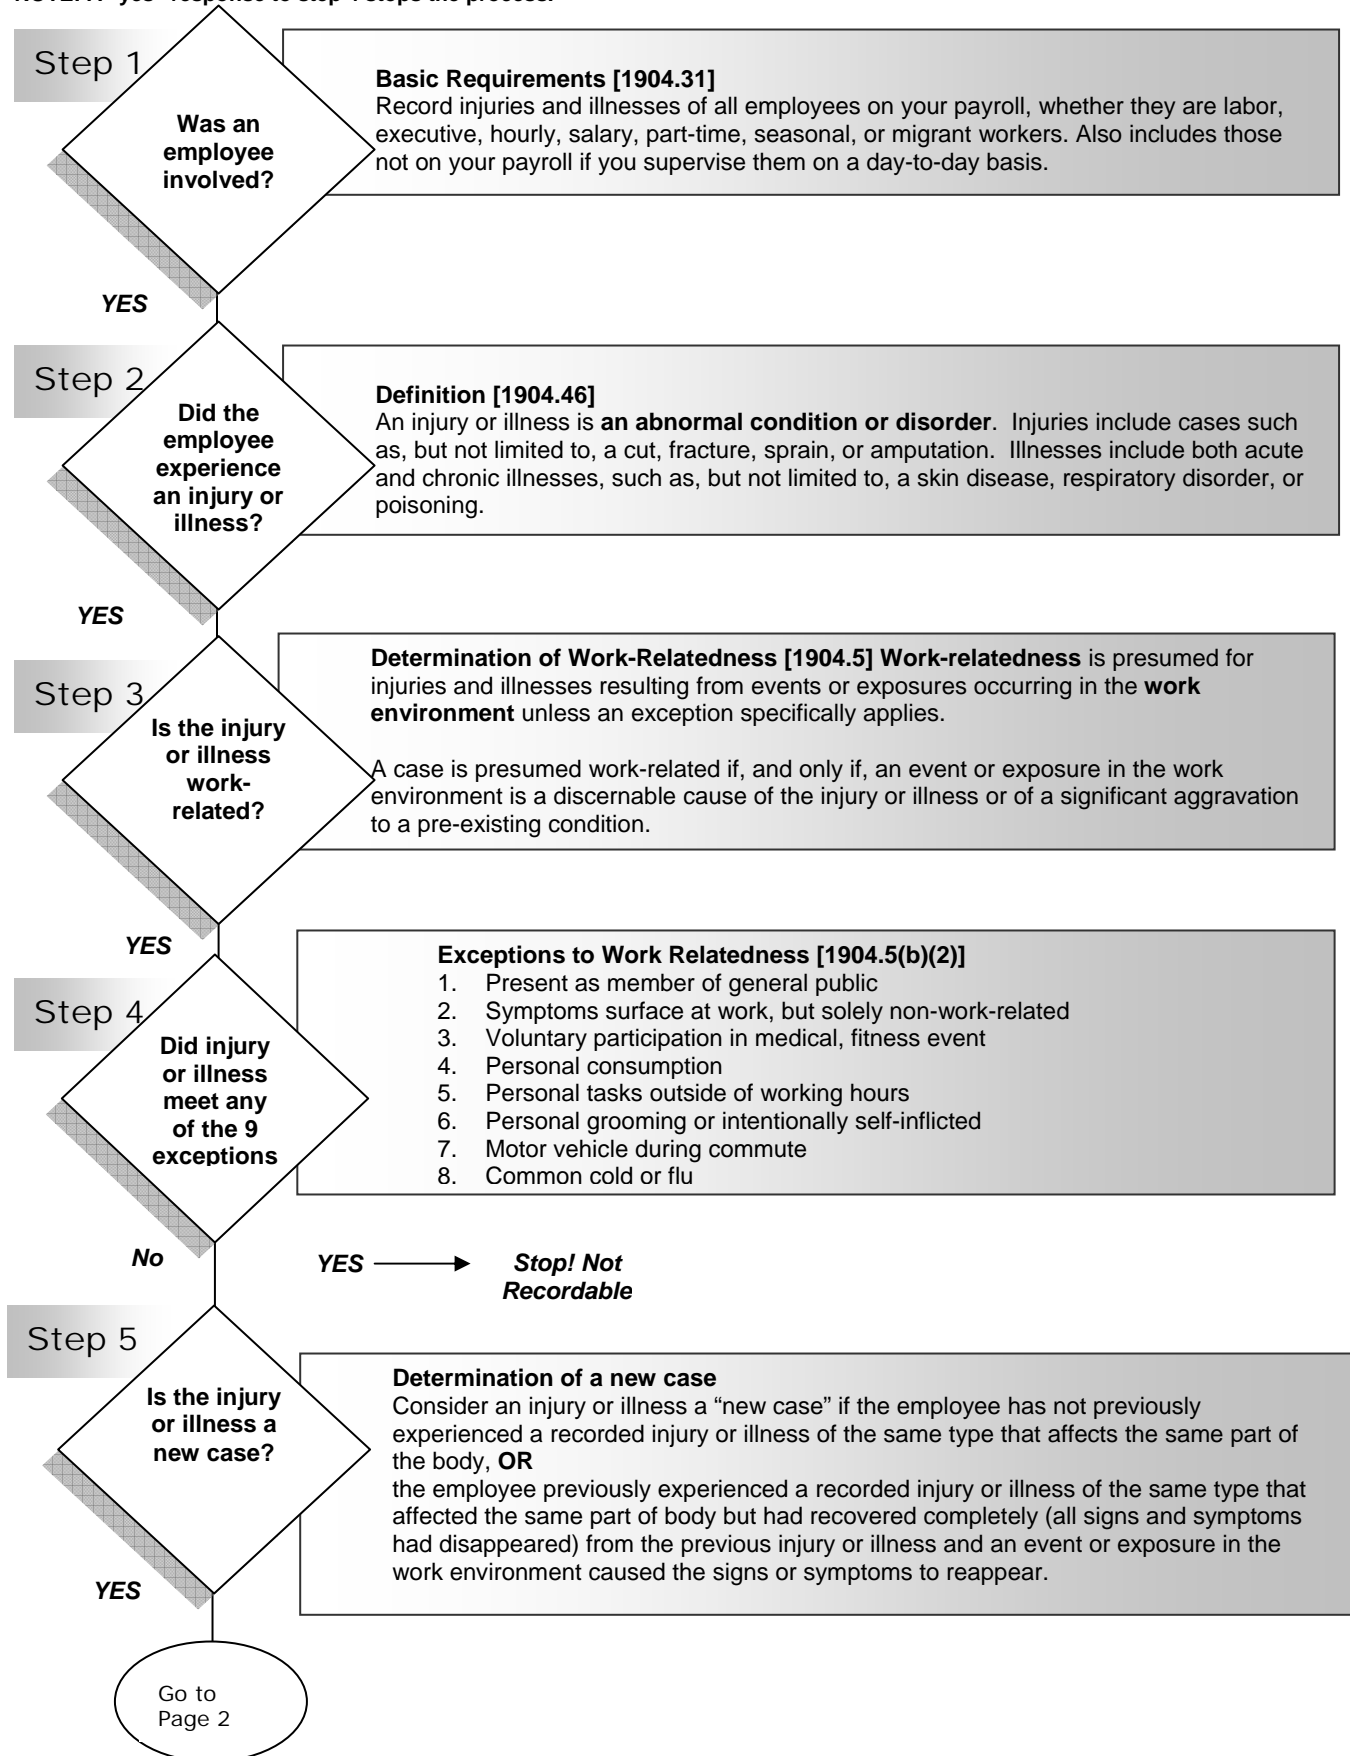 NOTE: A "yes" response to step 4 stops the process.
Step 1
Was an
employee
involved?
Basic Requirements [1904.31]
Record injuries and illnesses of all employees on your payroll, whether they are labor,
executive, hourly, salary, part-time, seasonal, or migrant workers. Also includes those
not on your payroll if you supervise them on a day-to-day basis.
YES
Step 2
Did the
employee
experience
an injury or
illness?
Definition [1904.46]
An injury or illness is an abnormal condition or disorder. Injuries include cases such
as, but not limited to, a cut, fracture, sprain, or amputation. Illnesses include both acute
and chronic illnesses, such as, but not limited to, a skin disease, respiratory disorder, or
poisoning.
YES
Step 3
Is the injury
or illness
work-
related?
Determination of Work-Relatedness [1904.5] Work-relatedness is presumed for
injuries and illnesses resulting from events or exposures occurring in the work
environment unless an exception specifically applies.
A case is presumed work-related if, and only if, an event or exposure in the work
environment is a discernable cause of the injury or illness or of a significant aggravation
to a pre-existing condition.
YES
Step 4
Did injury
or illness
meet any
of the 9
exceptions
Exceptions to Work Relatedness [1904.5(b)(2)]
1. Present as member of general public
2. Symptoms surface at work, but solely non-work-related
3. Voluntary participation in medical, fitness event
4. Personal consumption
5. Personal tasks outside of working hours
6. Personal grooming or intentionally self-inflicted
7. Motor vehicle during commute
8. Common cold or flu
No
YES
Stop! Not
Recordable
Step 5
Is the injury
or illness a
new case?
Determination of a new case
Consider an injury or illness a “new case” if the employee has not previously
experienced a recorded injury or illness of the same type that affects the same part of
the body, OR
the employee previously experienced a recorded injury or illness of the same type that
affected the same part of body but had recovered completely (all signs and symptoms
had disappeared) from the previous injury or illness and an event or exposure in the
work environment caused the signs or symptoms to reappear.
YES
Go to
Page 2